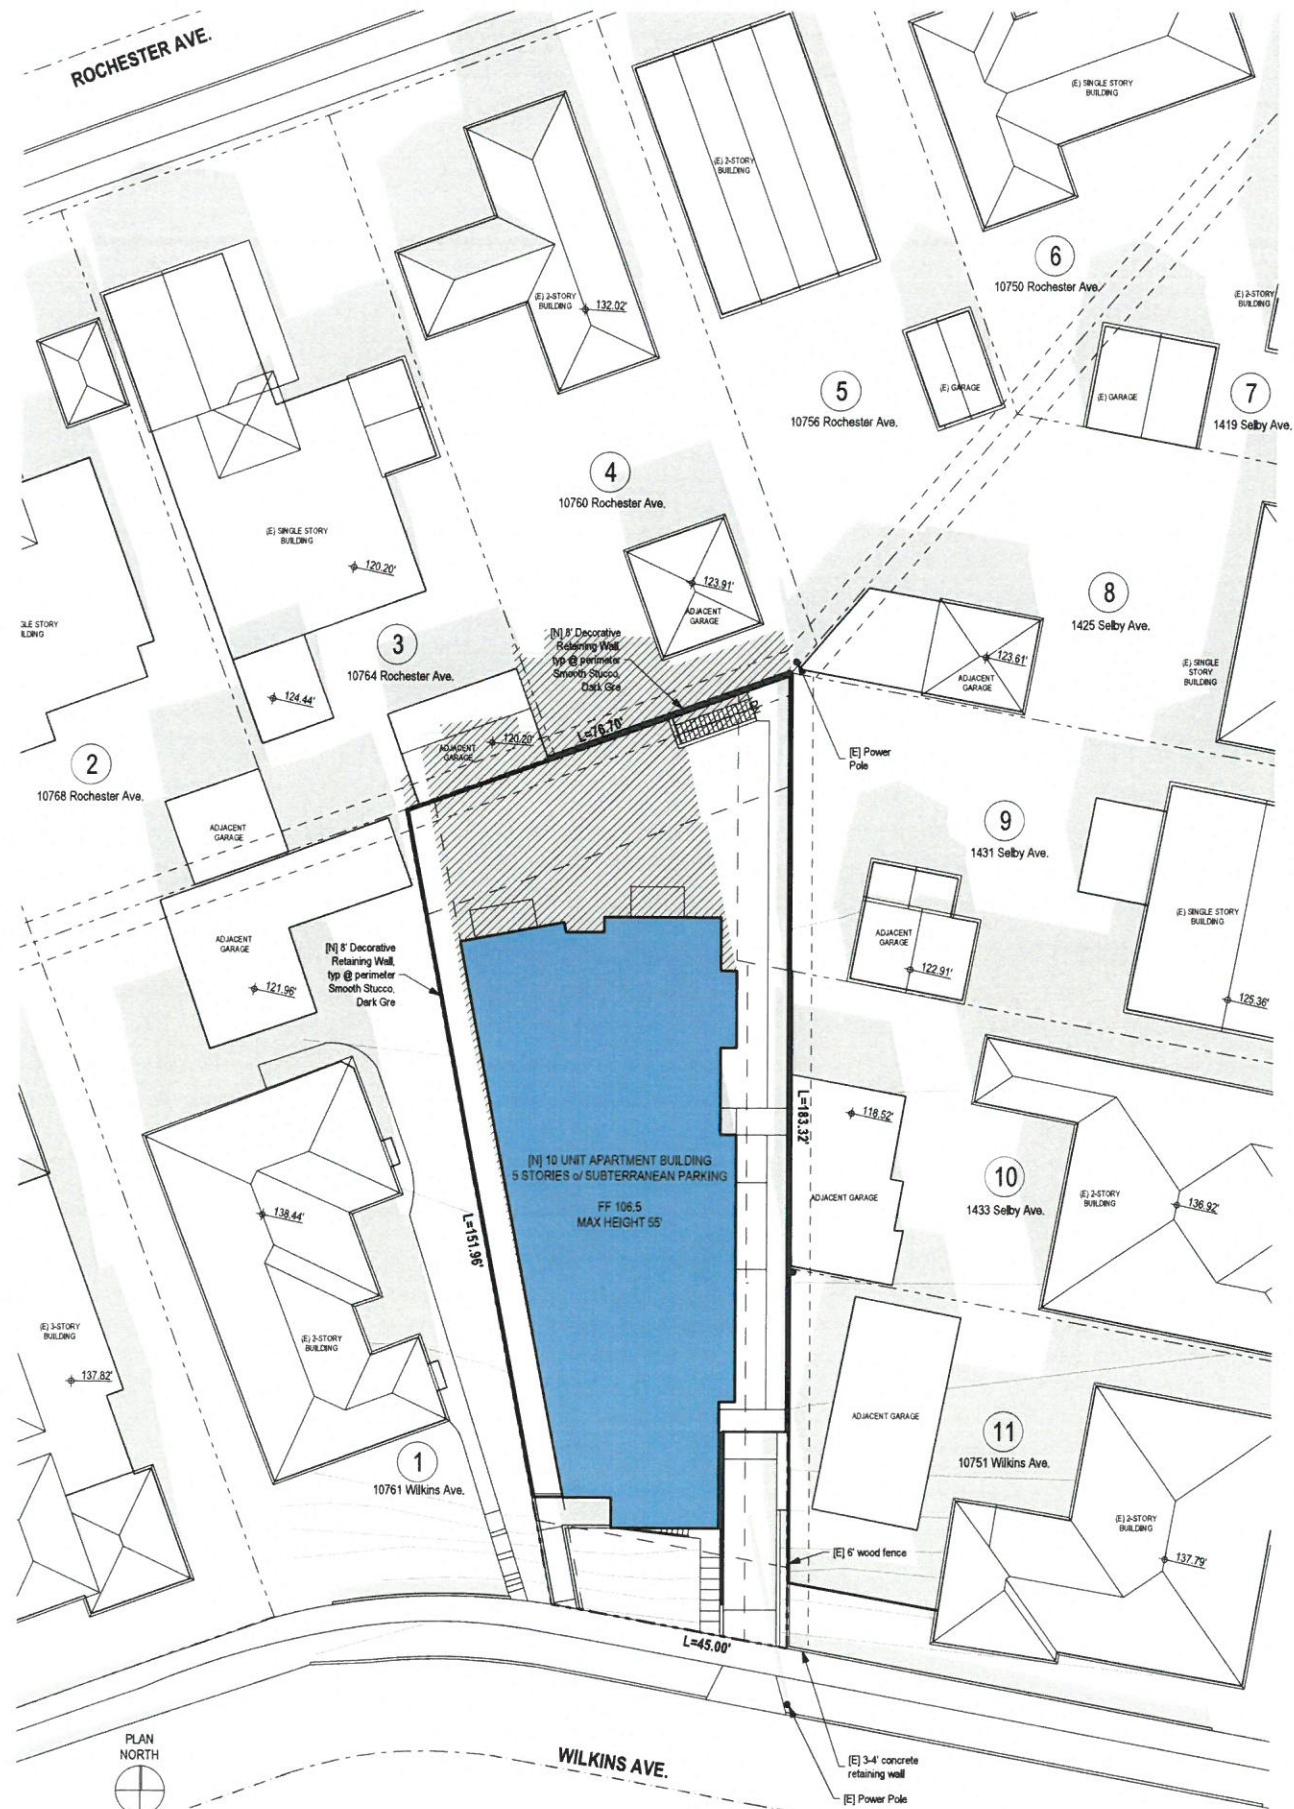 ROCHESTER AVE.
(E) SINGLE STORY
BUILDING
(E) 2-STORY
BUILDING
6
10750 Rochester Ave.
(E) 2-STORY
BUILDING
132.02'
(E) 2-STORY
BUILDING
5
10756 Rochester Ave.
(E) GARAGE
(E) GARAGE
7
1419 Selby Ave.
4
10760 Rochester Ave.
(E) SINGLE STORY
BUILDING
120.20'
123.91'
ADJACENT
GARAGE
8
1425 Selby Ave.
GLE STORY
ILDING
3
10764 Rochester Ave.
124.44'
[N] 8' Decorative
Retaining Wall,
typ @ perimeter
Smooth Stucco,
Dark Gre
123.61'
ADJACENT
GARAGE
(E) SINGLE
STORY
BUILDING
2
10768 Rochester Ave.
ADJACENT
GARAGE
120.20'
L=76.70'
[E] Power
Pole
ADJACENT
GARAGE
9
1431 Selby Ave.
ADJACENT
GARAGE
121.96'
[N] 8' Decorative
Retaining Wall,
typ @ perimeter
Smooth Stucco,
Dark Gre
ADJACENT
GARAGE
122.91'
(E) SINGLE STORY
BUILDING
125.36'
L=183.32'
118.52'
ADJACENT GARAGE
10
1433 Selby Ave.
(E) 2-STORY
BUILDING
136.92'
[N] 10 UNIT APARTMENT BUILDING
5 STORIES o/ SUBTERRANEAN PARKING
FF 106.5
MAX HEIGHT 55'
138.44'
L=151.96'
(E) 3-STORY
BUILDING
137.82'
(E) 2-STORY
BUILDING
ADJACENT GARAGE
11
10751 Wilkins Ave.
1
10761 Wilkins Ave.
(E) 2-STORY
BUILDING
137.79'
[E] 6' wood fence
L=45.00'
PLAN
NORTH
WILKINS AVE.
[E] 3-4' concrete
retaining wall
[E] Power Pole